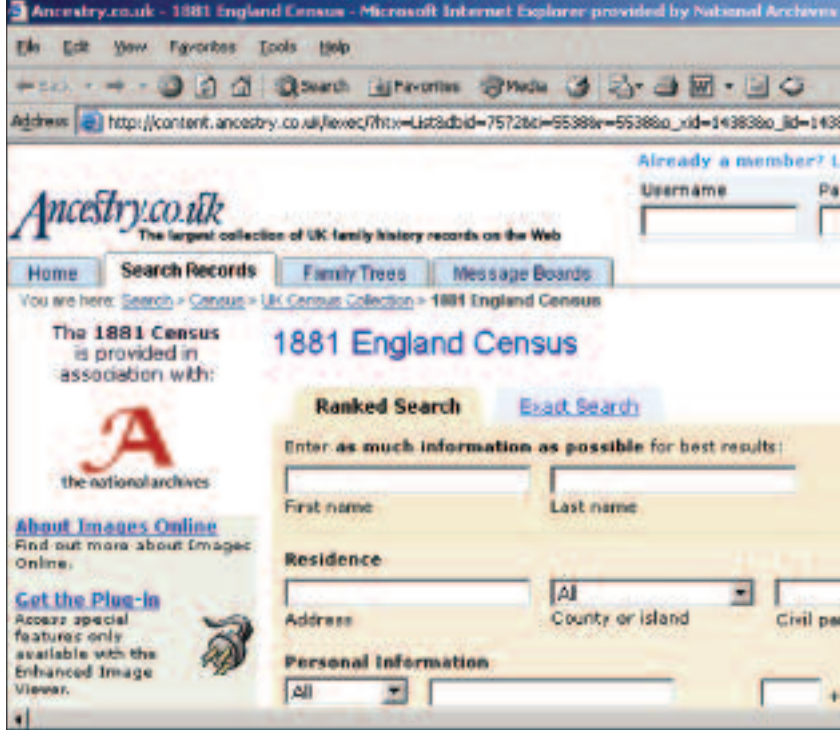 Ancestry.co.uk - 1881 England Census - Microsoft Internet Explorer provided by National Archives
File Edit View Favorites Tools Help
Back Search Favorites Media
Address http://content.ancestry.co.uk/iexec/?htx=List&dbid=7572&ti=5538&r=5538&o_xid=14383&o_lid=1438
Already a member? L
Username Pa
Ancestry.co.uk
The largest collection of UK family history records on the Web
Home Search Records Family Trees Message Boards
You are here: Search > Census > UK Census Collection > 1881 England Census
The 1881 Census
is provided in
association with:
A
the national archives
1881 England Census
Ranked Search Exact Search
Enter as much information as possible for best results:
First name Last name
About Images Online
Find out more about Images
Online.
Residence
All
Address County or island Civil pa
Get the Plug-in
Access special
features only
available with the
Enhanced Image
Viewer.
Personal Information
All +